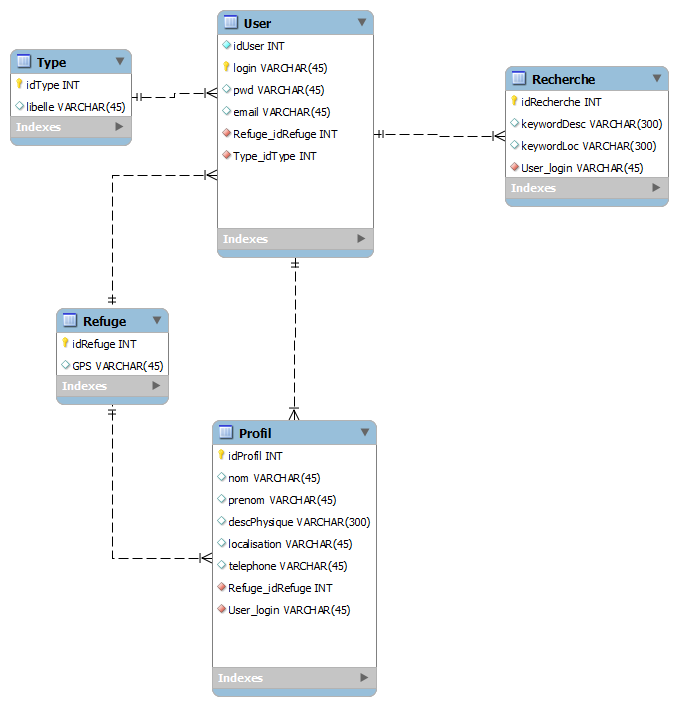 User
idUser INT
login VARCHAR(45)
pwd VARCHAR(45)
email VARCHAR(45)
Refuge_idRefuge INT
Type_idType INT
Indexes
Type
idType INT
libelle VARCHAR(45)
Indexes
Recherche
idRecherche INT
keywordDesc VARCHAR(300)
keywordLoc VARCHAR(300)
User_login VARCHAR(45)
Indexes
Refuge
idRefuge INT
GPS VARCHAR(45)
Indexes
Profil
idProfil INT
nom VARCHAR(45)
prenom VARCHAR(45)
descPhysique VARCHAR(300)
localisation VARCHAR(45)
telephone VARCHAR(45)
Refuge_idRefuge INT
User_login VARCHAR(45)
Indexes